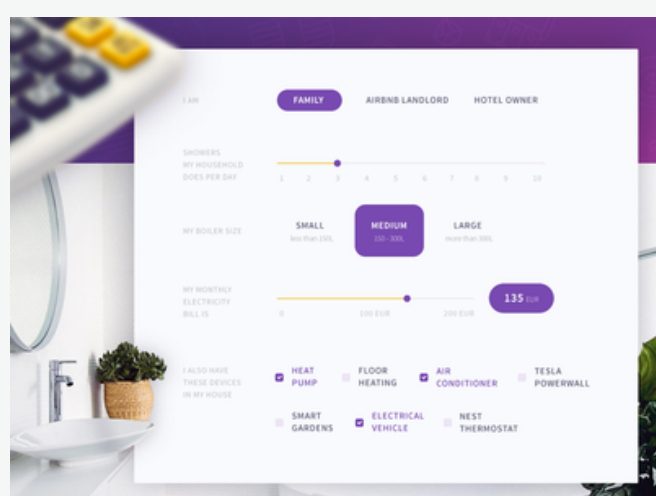 I AM
FAMILY
AIRBNB LANDLORD
HOTEL OWNER
SHOWERS
MY HOUSEHOLD
DOES PER DAY
1 2 3 4 5 6 7 8 9 10
MY BOILER SIZE
SMALL
less than 150L
MEDIUM
150 - 300L
LARGE
more than 300L
MY MONTHLY
ELECTRICITY
BILL IS
0
100 EUR
200 EUR
135 EUR
I ALSO HAVE
THESE DEVICES
IN MY HOUSE
HEAT
PUMP
FLOOR
HEATING
AIR
CONDITIONER
TESLA
POWERWALL
SMART
GARDENS
ELECTRICAL
VEHICLE
NEST
THERMOSTAT